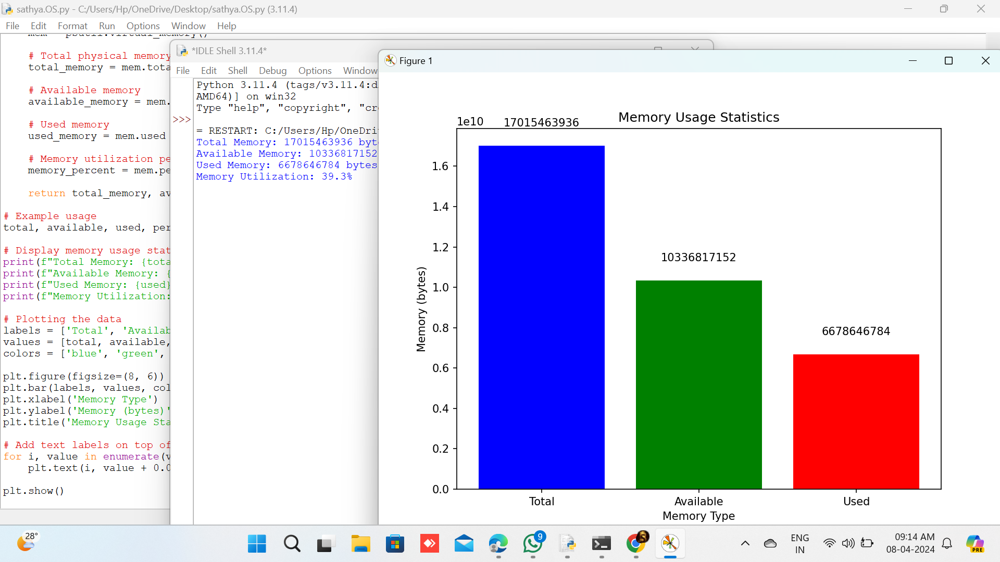 sathya.OS.py - C:/Users/Hp/OneDrive/Desktop/sathya.OS.py (3.11.4)
File Edit Format Run Options Window Help
mem = psutil.virtual_memory()
# Total physical memory
total_memory = mem.tota
# Available memory
available_memory = mem.
# Used memory
used_memory = mem.used
# Memory utilization pe
memory_percent = mem.pe
return total_memory, av
# Example usage
total, available, used, per
# Display memory usage stat
print(f"Total Memory: {tota
print(f"Available Memory: {
print(f"Used Memory: {used}
print(f"Memory Utilization:
# Plotting the data
labels = ['Total', 'Availab
values = [total, available,
colors = ['blue', 'green',
plt.figure(figsize=(8, 6))
plt.bar(labels, values, col
plt.xlabel('Memory Type')
plt.ylabel('Memory (bytes)'
plt.title('Memory Usage Sta
# Add text labels on top of
for i, value in enumerate(v
plt.text(i, value + 0.0
plt.show()
*IDLE Shell 3.11.4*
File Edit Shell Debug Options Window
Python 3.11.4 (tags/v3.11.4:d
AMD64)] on win32
Type "help", "copyright", "cr
>>>
= RESTART: C:/Users/Hp/OneDri
Total Memory: 17015463936 byt
Available Memory: 10336817152
Used Memory: 6678646784 bytes
Memory Utilization: 39.3%
Figure 1
Memory Usage Statistics
1e10
17015463936
10336817152
6678646784
1.6
1.4
1.2
1.0
0.8
0.6
0.4
0.2
0.0
Memory (bytes)
Total Available Used
Memory Type
28°
9
S
ENG
IN
09:14 AM
08-04-2024
PRE